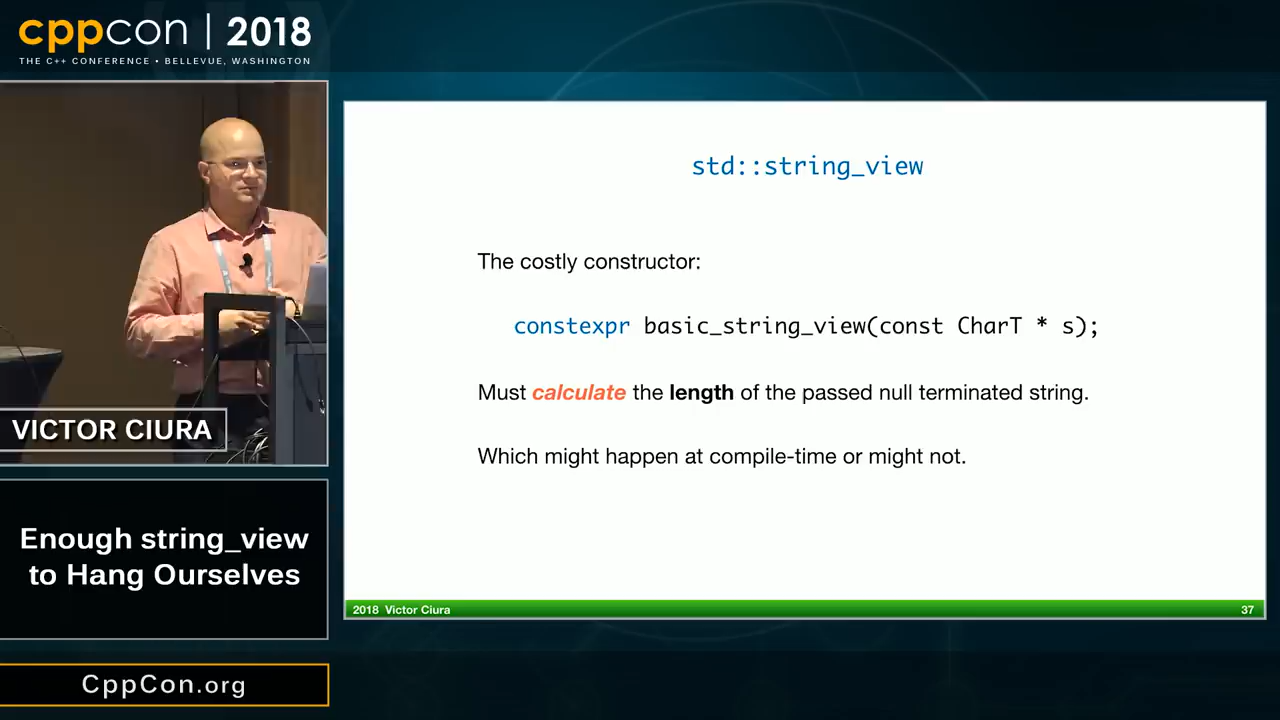 cppcon | 2018
THE C++ CONFERENCE • BELLEVUE, WASHINGTON
std::string_view
The costly constructor:
constexpr basic_string_view(const CharT * s);
Must calculate the length of the passed null terminated string.
Which might happen at compile-time or might not.
2018 Victor Ciura
37
VICTOR CIURA
Enough string_view
to Hang Ourselves
CppCon.org